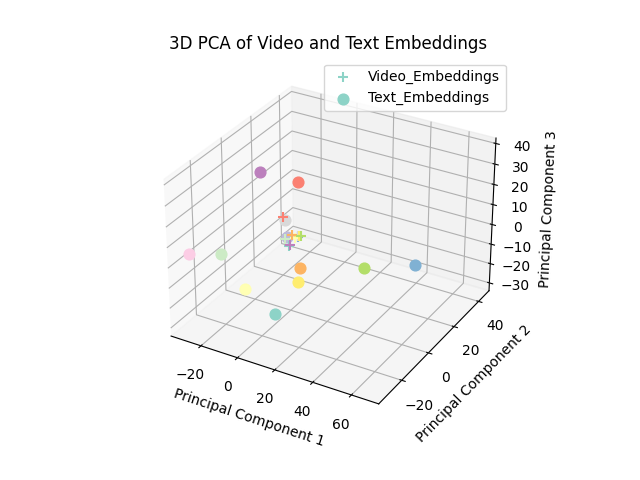 3D PCA of Video and Text Embeddings
Video_Embeddings
Text_Embeddings
40
30
20
10
0
−10
−20
−30
Principal Component 3
40
20
0
−20
Principal Component 2
−20
0
20
40
60
Principal Component 1